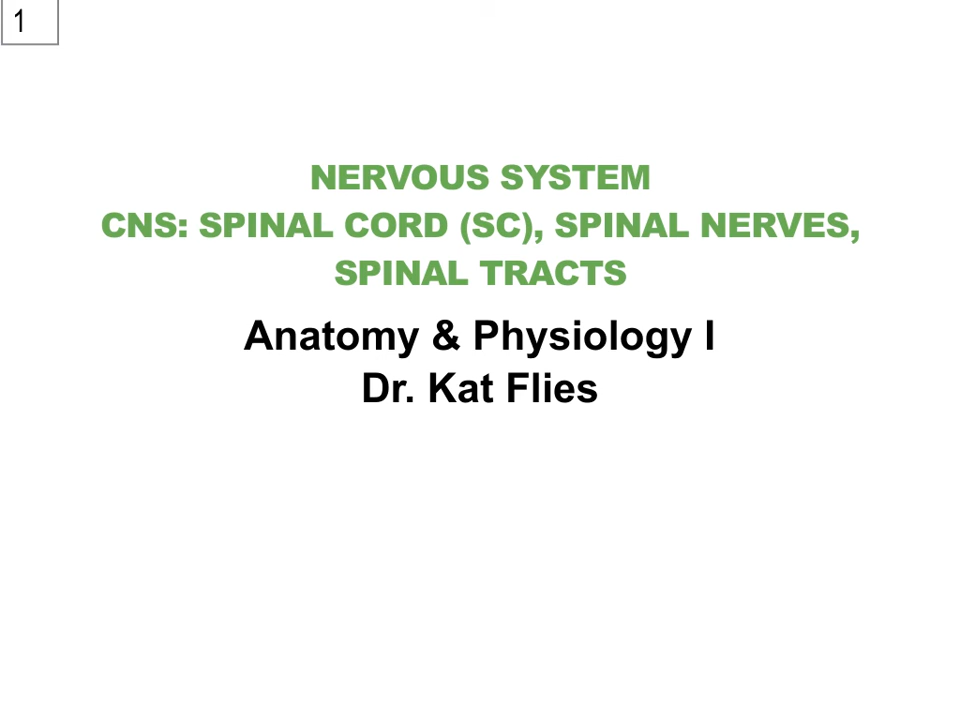 1
NERVOUS SYSTEM
CNS: SPINAL CORD (SC), SPINAL NERVES,
SPINAL TRACTS
Anatomy & Physiology I
Dr. Kat Flies